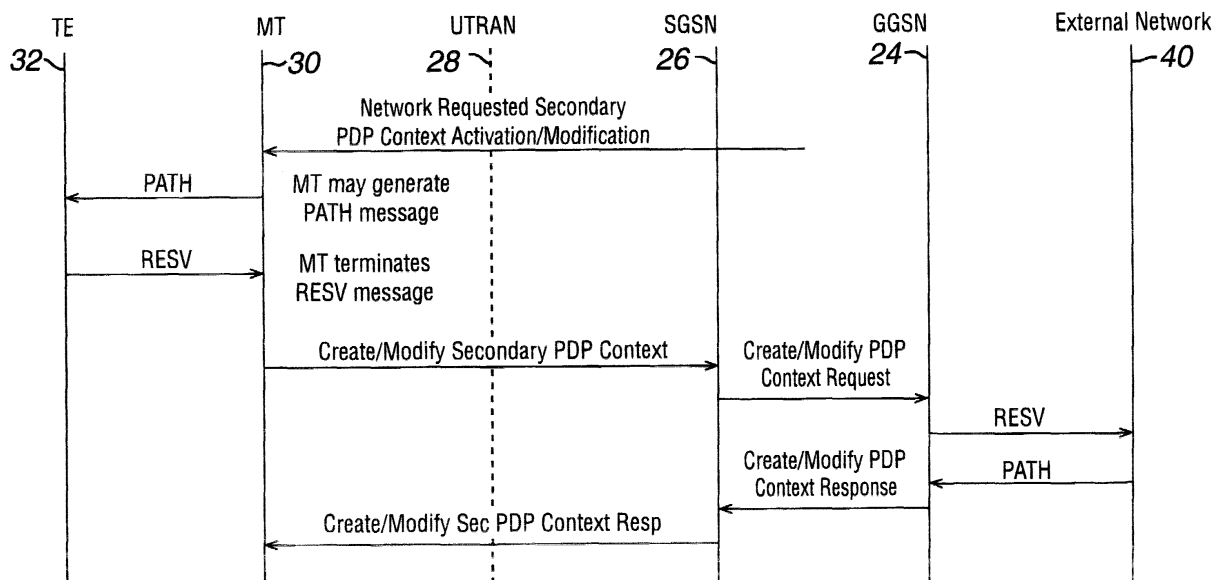 TE MT UTRAN SGSN GGSN External Network
32 30 28 26 24 40
Network Requested Secondary
PDP Context Activation/Modification
PATH
MT may generate
PATH message
RESV
MT terminates
RESV message
Create/Modify Secondary PDP Context
Create/Modify PDP
Context Request
RESV
Create/Modify PDP
Context Response
PATH
Create/Modify Sec PDP Context Resp